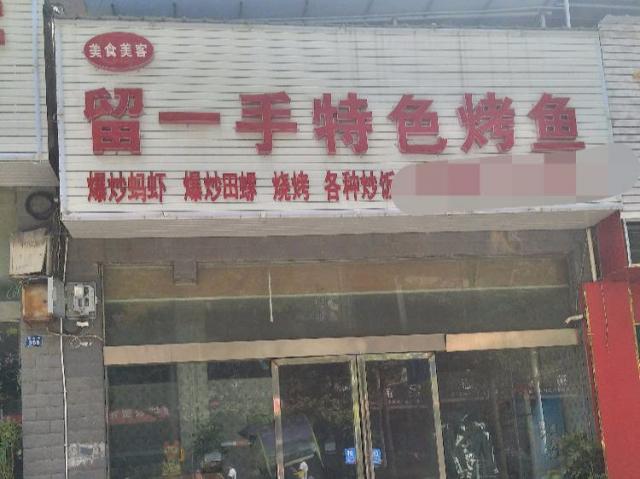 美食美客
留一手特色烤鱼
爆炒蚂虾 爆炒田螺 烧烤 各种炒饭